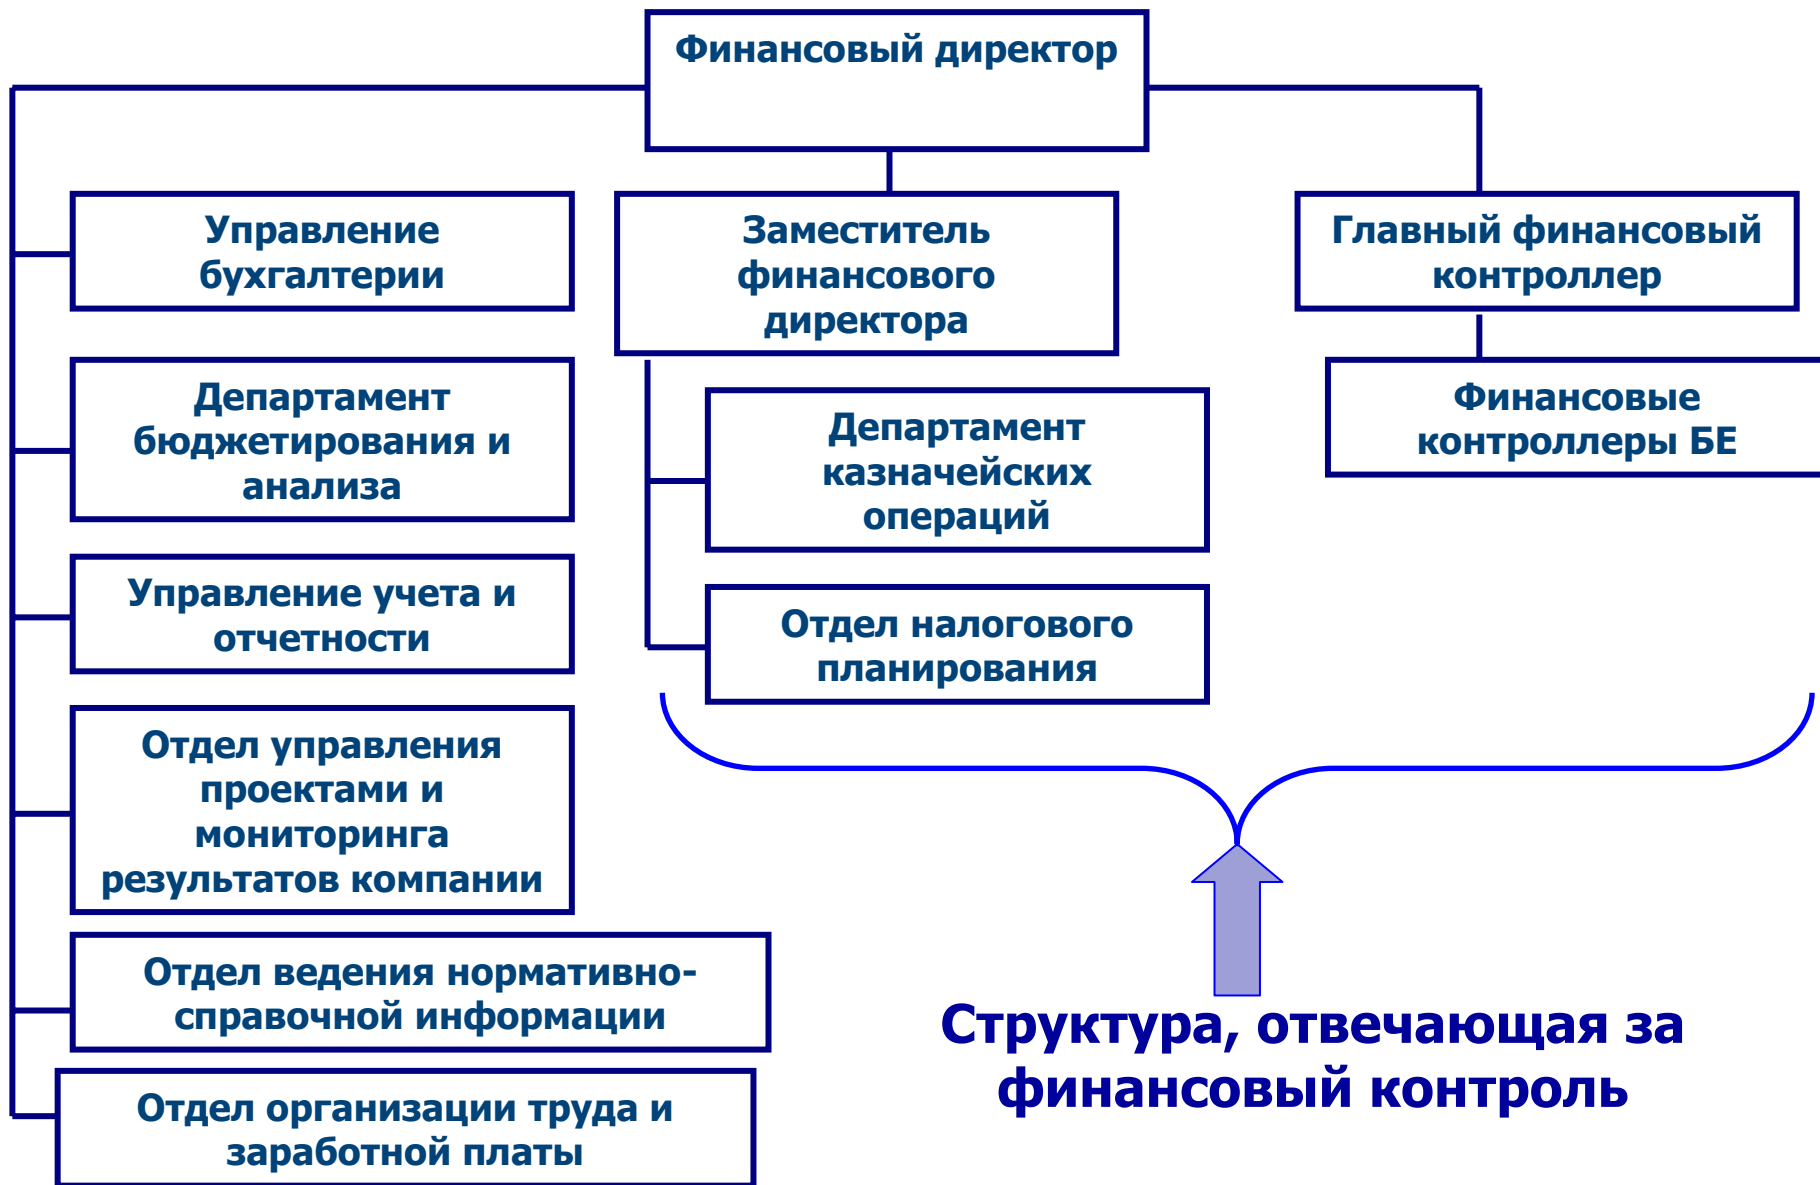 Финансовый директор
Управление
бухгалтерии
Департамент
бюджетирования и
анализа
Управление учета и
отчетности
Отдел управления
проектами и
мониторинга
результатов компании
Отдел ведения нормативно-
справочной информации
Отдел организации труда и
заработной платы
Заместитель
финансового
директора
Департамент
казначейских
операций
Отдел налогового
планирования
Главный финансовый
контроллер
Финансовые
контроллеры БЕ
Структура, отвечающая за
финансовый контроль